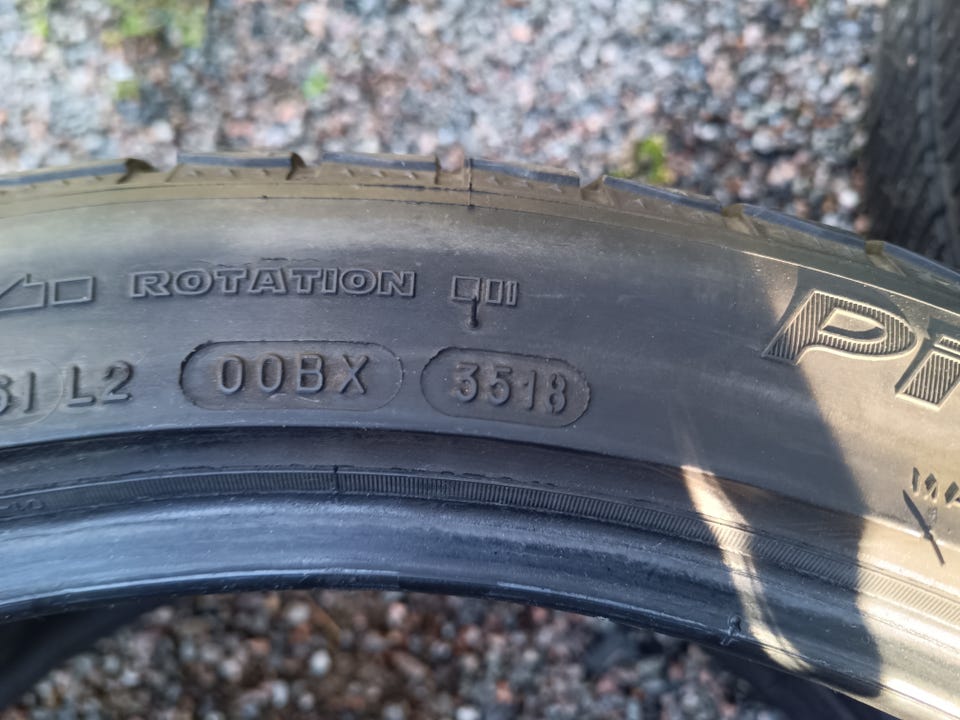 ROTATION
L2 00BX 3518